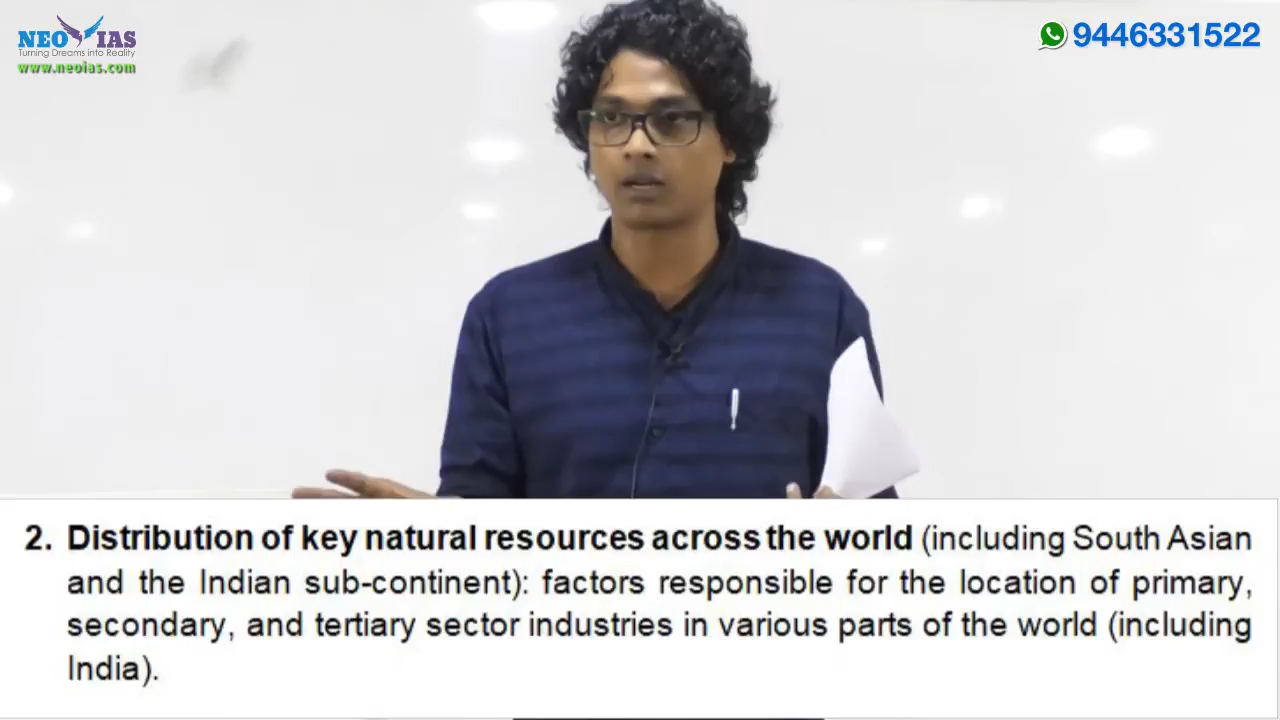 NEO IAS
Turning Dreams into Reality
www.neoias.com
9446331522
2. Distribution of key natural resources across the world (including South Asian
and the Indian sub-continent): factors responsible for the location of primary,
secondary, and tertiary sector industries in various parts of the world (including
India).